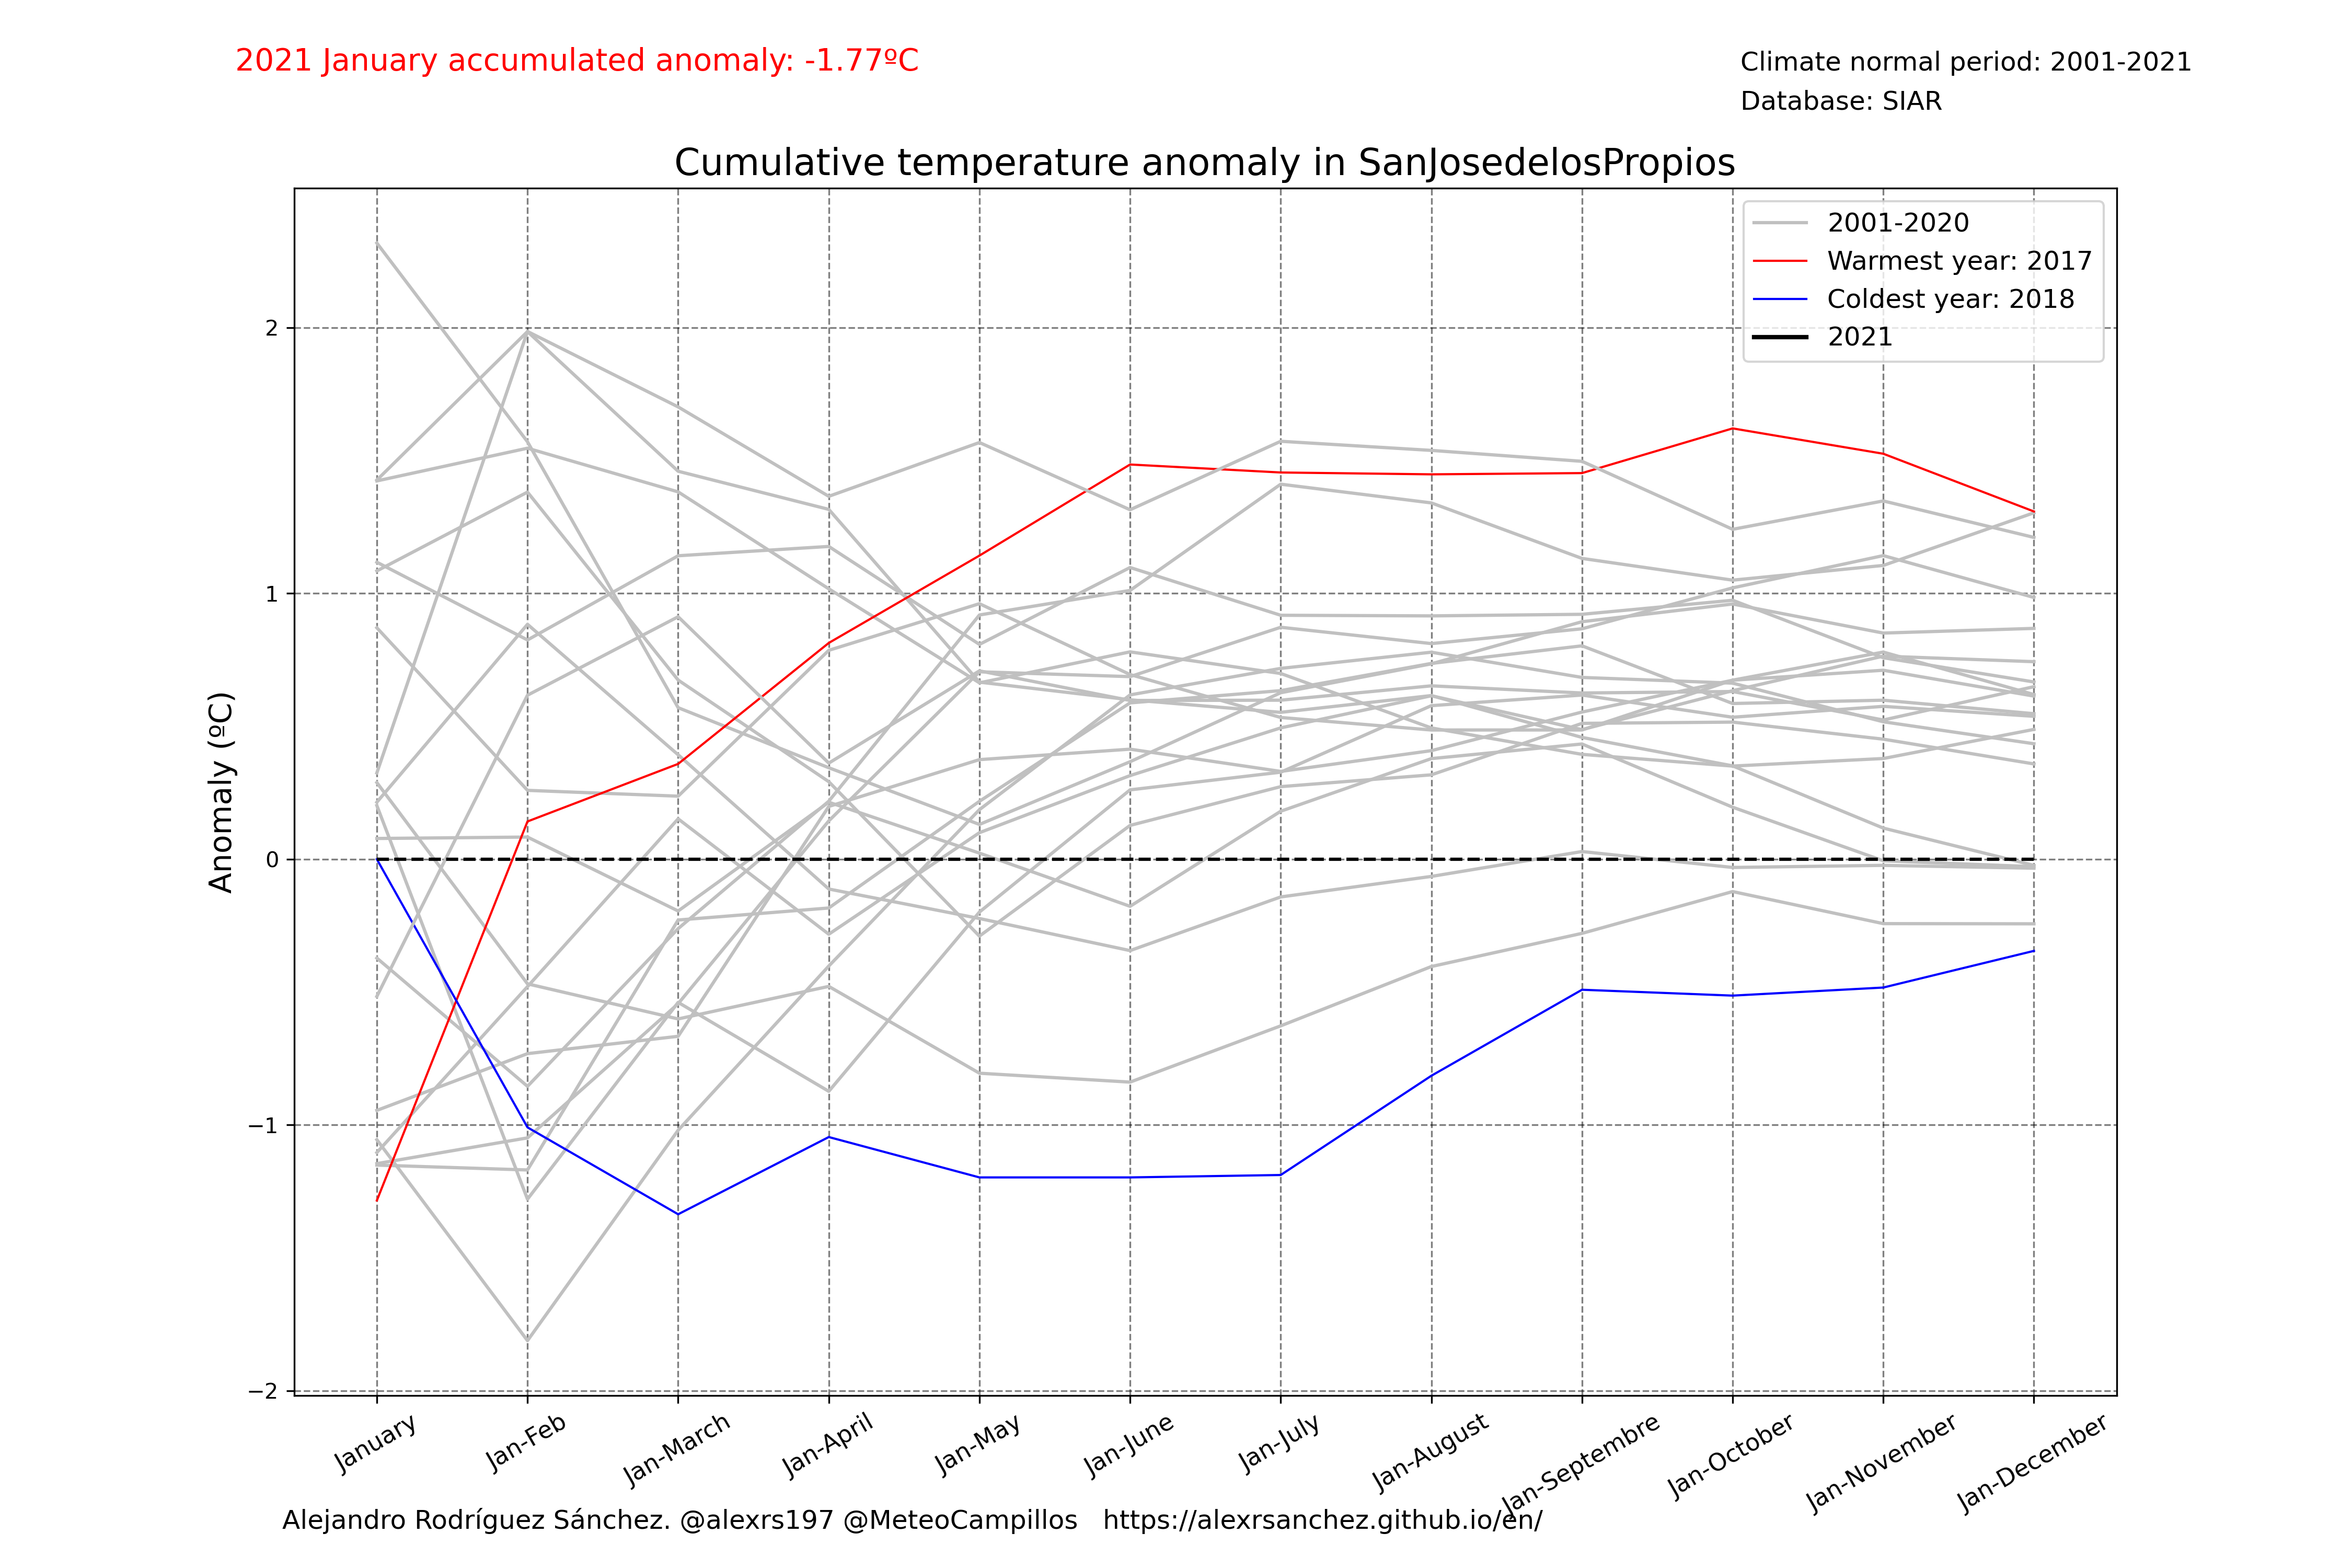 2021 January accumulated anomaly: -1.77ºC
Climate normal period: 2001-2021
Database: SIAR
Cumulative temperature anomaly in SanJosedelosPropios
2001-2020
Warmest year: 2017
Coldest year: 2018
2021
Anomaly (ºC)
2
1
0
−1
−2
January
Jan-Feb
Jan-March
Jan-April
Jan-May
Jan-June
Jan-July
Jan-August
Jan-Septembre
Jan-October
Jan-November
Jan-December
Alejandro Rodríguez Sánchez. @alexrs197 @MeteoCampillos   https://alexrsanchez.github.io/en/